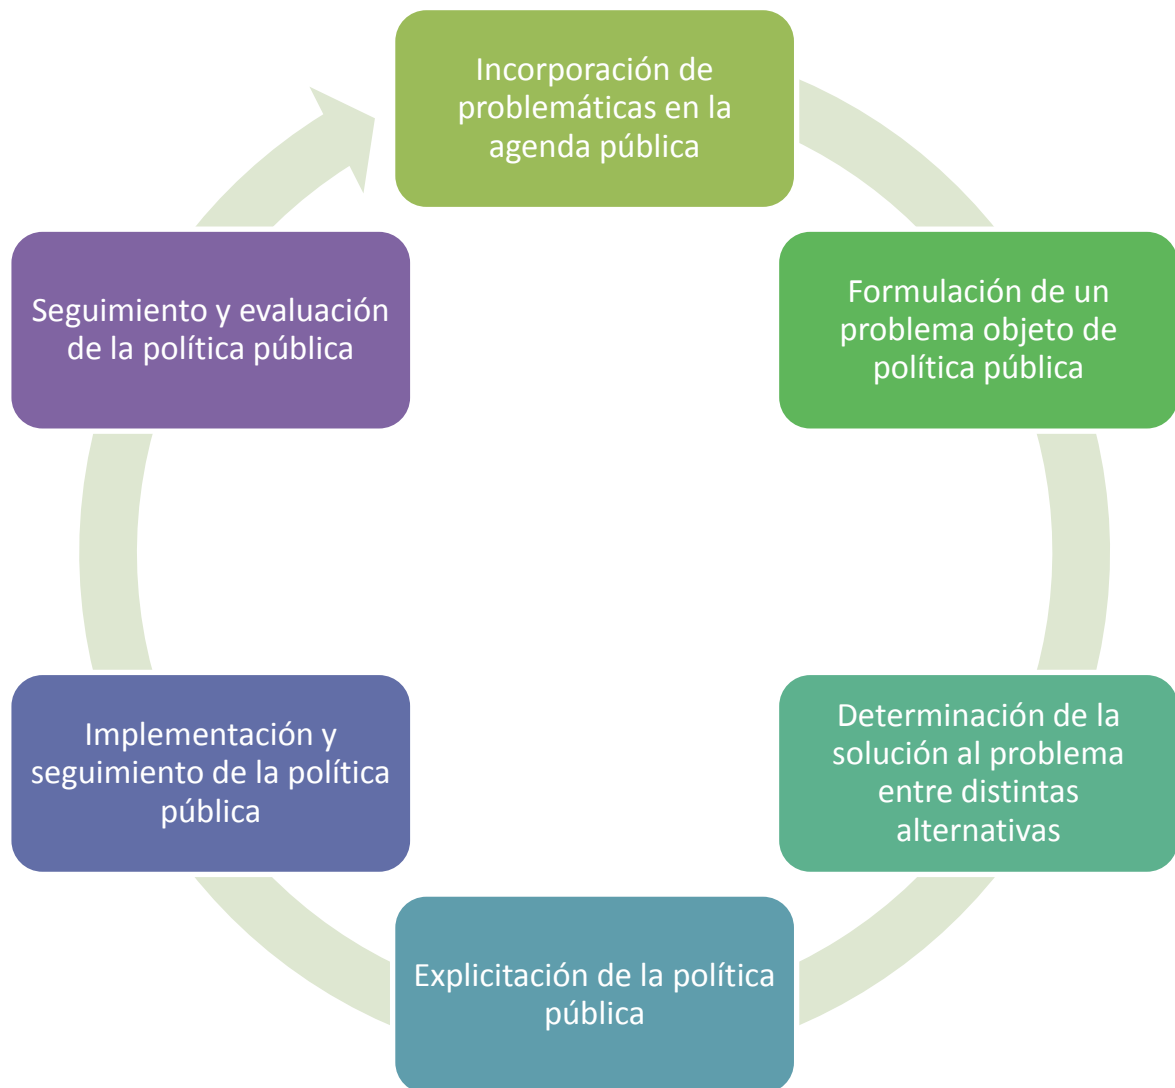 Incorporación de
problemáticas en la
agenda pública
Formulación de un
problema objeto de
política pública
Determinación de la
solución al problema
entre distintas
alternativas
Explicitación de la política
pública
Implementación y
seguimiento de la política
pública
Seguimiento y evaluación
de la política pública